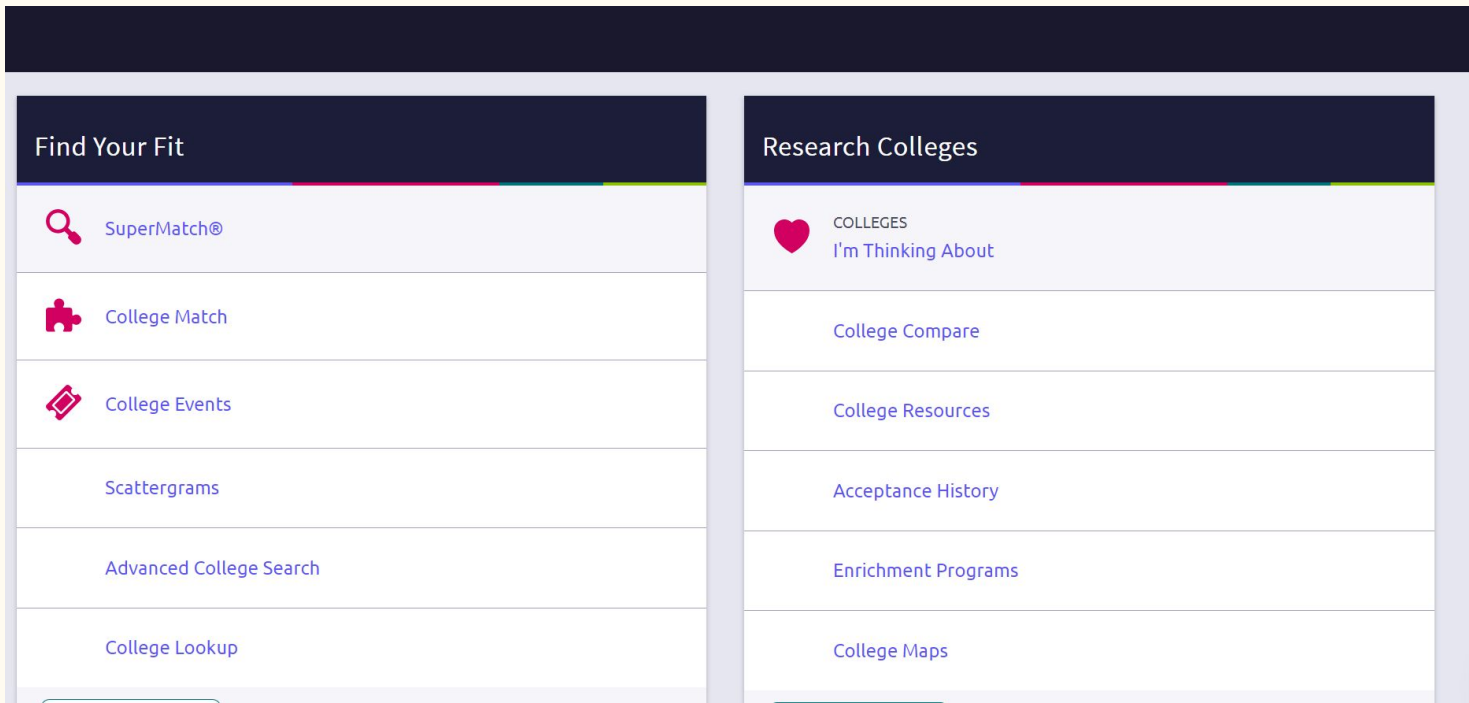 Find Your Fit
SuperMatch®
College Match
College Events
Scattergrams
Advanced College Search
College Lookup
Research Colleges
COLLEGES
I'm Thinking About
College Compare
College Resources
Acceptance History
Enrichment Programs
College Maps